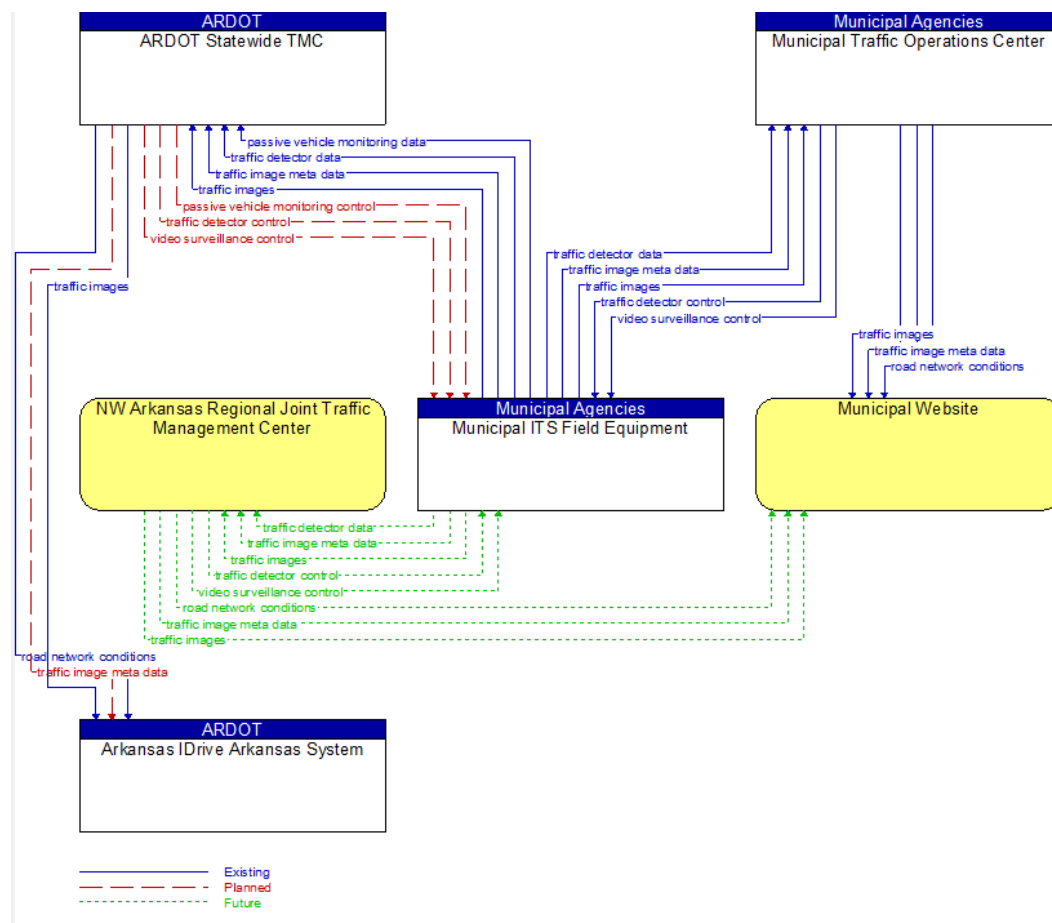 ARDOT
ARDOT Statewide TMC
Municipal Agencies
Municipal Traffic Operations Center
passive vehicle monitoring data
traffic detector data
traffic image meta data
traffic images
passive vehicle monitoring control
traffic detector control
video surveillance control
traffic detector data
traffic image meta data
traffic images
traffic detector control
video surveillance control
traffic images
traffic images
traffic image meta data
road network conditions
NW Arkansas Regional Joint Traffic
Management Center
Municipal Agencies
Municipal ITS Field Equipment
Municipal Website
traffic detector data
traffic image meta data
traffic images
traffic detector control
video surveillance control
road network conditions
traffic image meta data
traffic images
road network conditions
traffic image meta data
ARDOT
Arkansas IDrive Arkansas System
Existing
Planned
Future